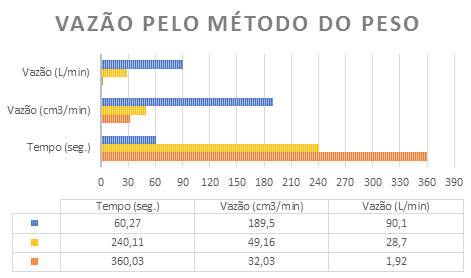 VAZÃO PELO MÉTODO DO PESO
Vazão (L/min)
Vazão (cm3/min)
Tempo (seg.)
0 30 60 90 120 150 180 210 240 270 300 330 360 390
Tempo (seg.) Vazão (cm3/min) Vazão (L/min)
60,27 189,5 90,1
240,11 49,16 28,7
360,03 32,03 1,92